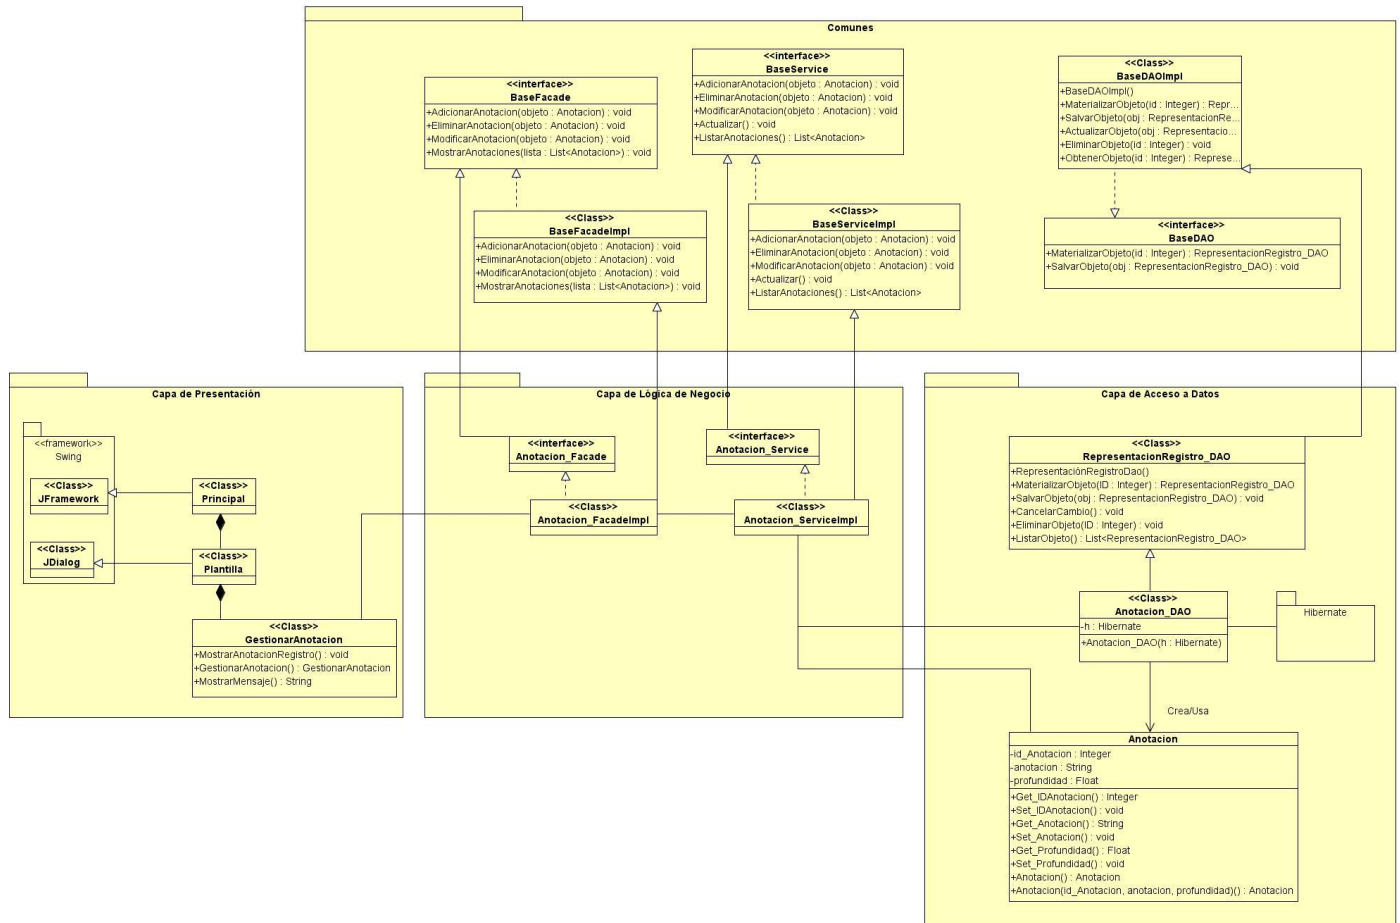 Comunes
<<interface>>
BaseFacade
+AdicionarAnotacion(objeto : Anotacion) : void
+EliminarAnotacion(objeto : Anotacion) : void
+ModificarAnotacion(objeto : Anotacion) : void
+MostrarAnotaciones(lista : List<Anotacion>) : void
<<interface>>
BaseService
+AdicionarAnotacion(objeto : Anotacion) : void
+EliminarAnotacion(objeto : Anotacion) : void
+ModificarAnotacion(objeto : Anotacion) : void
+Actualizar() : void
+ListarAnotaciones() : List<Anotacion>
<<Class>>
BaseDAOImpl
+BaseDAOImpl()
+MaterializarObjeto(id : Integer) : Repr...
+SalvarObjeto(obj : RepresentacionRe...
+ActualizarObjeto(obj : Representacio...
+EliminarObjeto(id : Integer) : void
+ObtenerObjeto(id : Integer) : Represe...
<<Class>>
BaseFacadeImpl
+AdicionarAnotacion(objeto : Anotacion) : void
+EliminarAnotacion(objeto : Anotacion) : void
+ModificarAnotacion(objeto : Anotacion) : void
+MostrarAnotaciones(lista : List<Anotacion>) : void
<<Class>>
BaseServiceImpl
+AdicionarAnotacion(objeto : Anotacion) : void
+EliminarAnotacion(objeto : Anotacion) : void
+ModificarAnotacion(objeto : Anotacion) : void
+Actualizar() : void
+ListarAnotaciones() : List<Anotacion>
<<interface>>
BaseDAO
+MaterializarObjeto(id : Integer) : RepresentacionRegistro_DAO
+SalvarObjeto(obj : RepresentacionRegistro_DAO) : void
Capa de Presentación
<<framework>>
Swing
<<Class>>
JFramework
<<Class>>
Principal
<<Class>>
JDialog
<<Class>>
Plantilla
<<Class>>
GestionarAnotacion
+MostrarAnotacionRegistro() : void
+GestionarAnotacion() : GestionarAnotacion
+MostrarMensaje() : String
Capa de Lógica de Negocio
<<interface>>
Anotacion_Facade
<<interface>>
Anotacion_Service
<<Class>>
Anotacion_FacadeImpl
<<Class>>
Anotacion_ServiceImpl
Capa de Acceso a Datos
<<Class>>
RepresentacionRegistro_DAO
+RepresentaciónRegistroDao()
+MaterializarObjeto(ID : Integer) : RepresentacionRegistro_DAO
+SalvarObjeto(obj : RepresentacionRegistro_DAO) : void
+CancelarCambio() : void
+EliminarObjeto(ID : Integer) : void
+ListarObjeto() : List<RepresentacionRegistro_DAO>
<<Class>>
Anotacion_DAO
-h : Hibernate
+Anotacion_DAO(h : Hibernate)
Hibernate
Crea/Usa
Anotacion
-id_Anotacion : Integer
-anotacion : String
-profundidad : Float
+Get_IDAnotacion() : Integer
+Set_IDAnotacion() : void
+Get_Anotacion() : String
+Set_Anotacion() : void
+Get_Profundidad() : Float
+Set_Profundidad() : void
+Anotacion() : Anotacion
+Anotacion(id_Anotacion, anotacion, profundidad)() : Anotacion